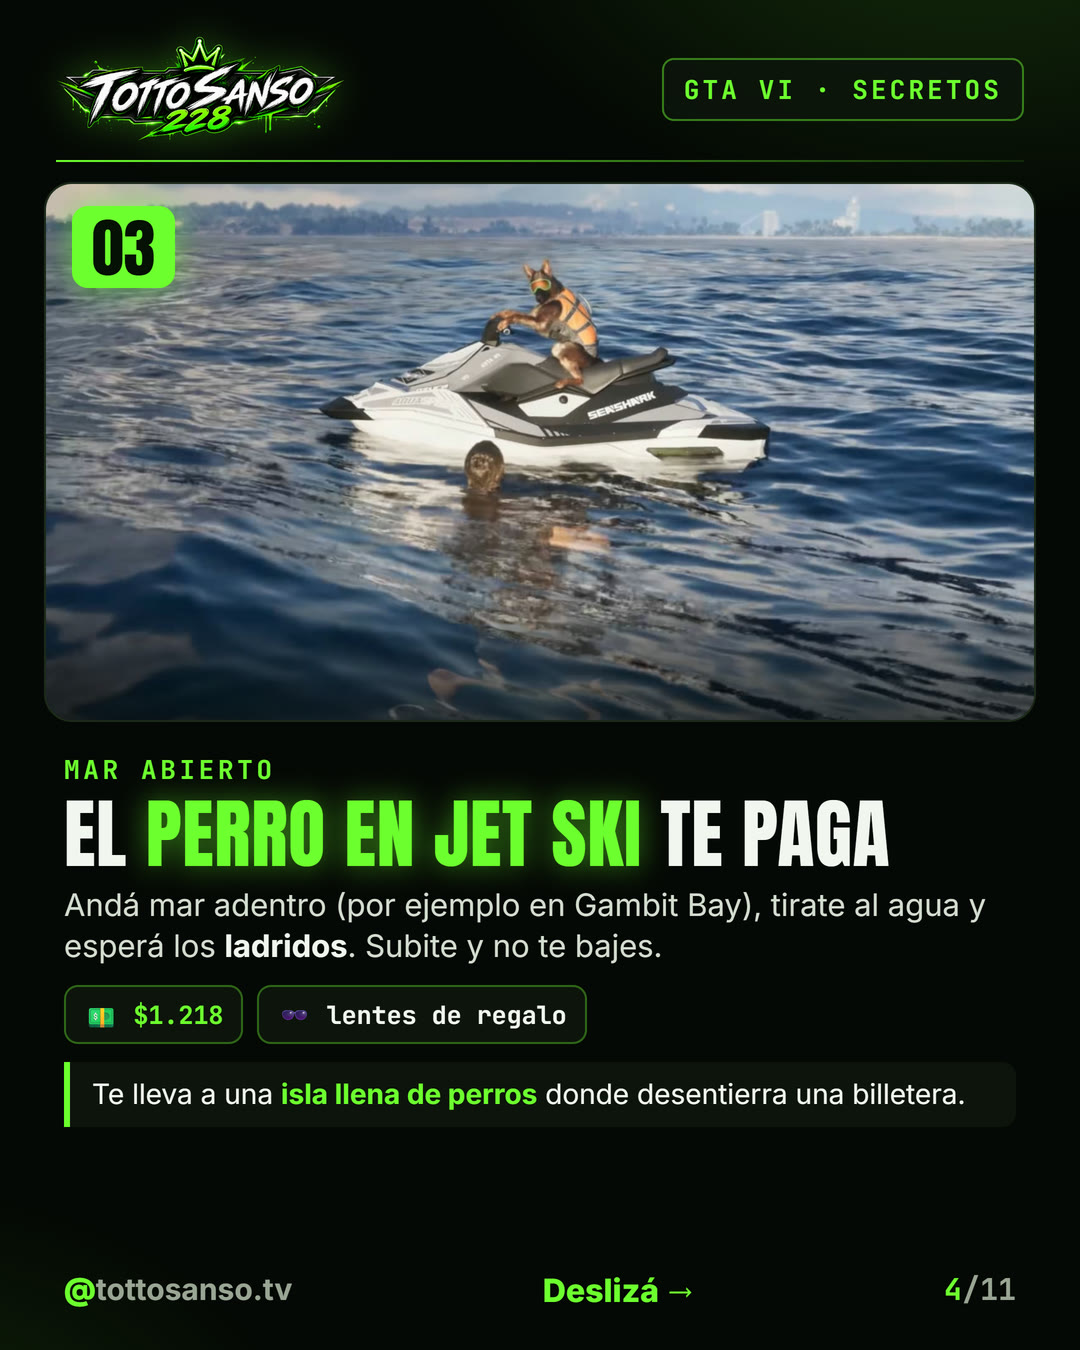 TOTTOSANSO
228
GTA VI · SECRETOS
03
SEASHARK
MAR ABIERTO
EL PERRO EN JET SKI TE PAGA
Andá mar adentro (por ejemplo en Gambit Bay), tirate al agua y
esperá los ladridos. Subite y no te bajes.
$1.218
lentes de regalo
Te lleva a una isla llena de perros donde desentierra una billetera.
@tottosanso.tv
Deslizá →
4/11